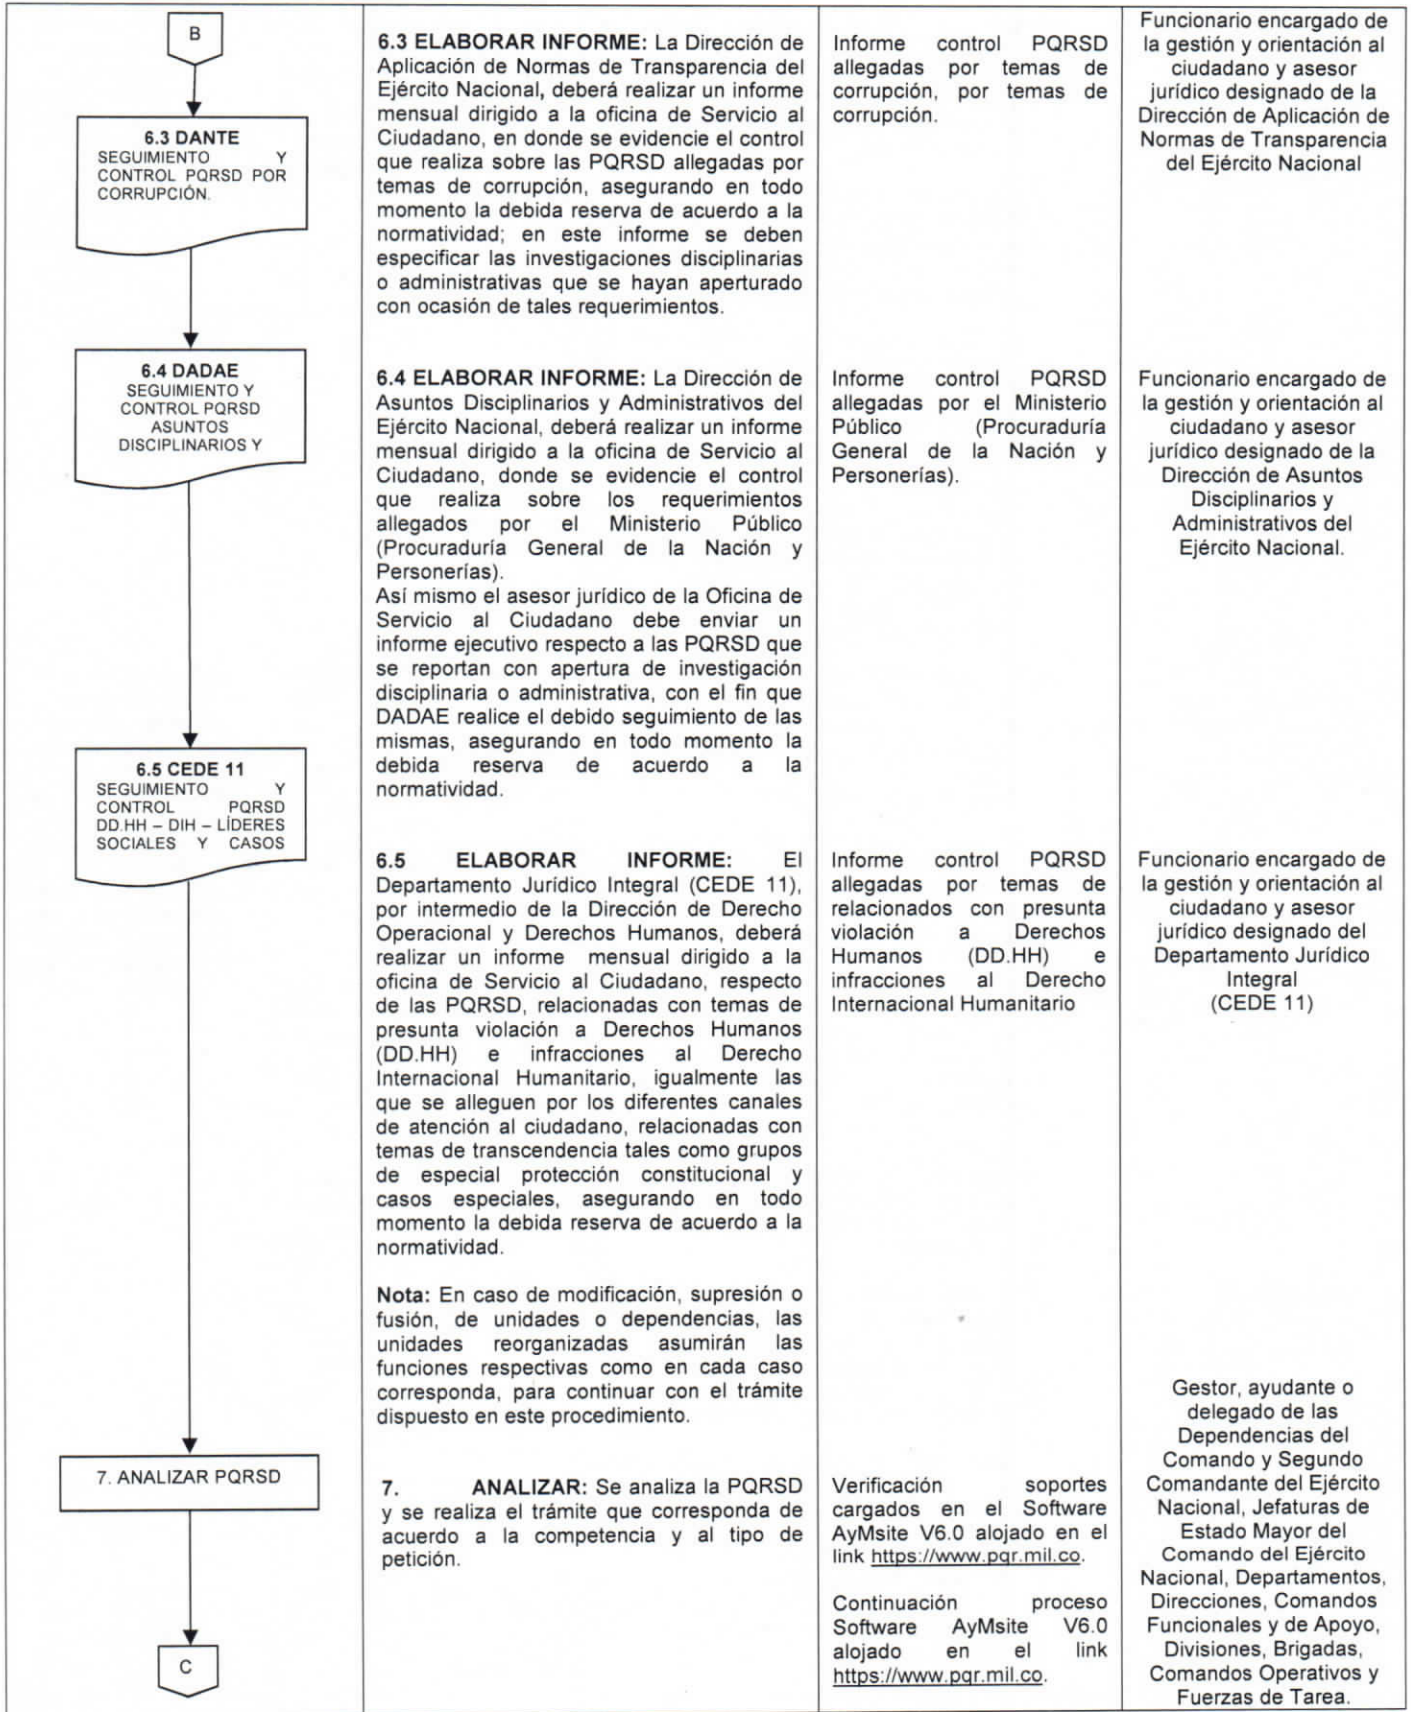 B
6.3 DANTE
SEGUIMIENTO Y
CONTROL PQRSD POR
CORRUPCIÓN.
6.3 ELABORAR INFORME: La Dirección de
Aplicación de Normas de Transparencia del
Ejército Nacional, deberá realizar un informe
mensual dirigido a la oficina de Servicio al
Ciudadano, en donde se evidencie el control
que realiza sobre las PQRSD allegadas por
temas de corrupción, asegurando en todo
momento la debida reserva de acuerdo a la
normatividad; en este informe se deben
especificar las investigaciones disciplinarias
o administrativas que se hayan aperturado
con ocasión de tales requerimientos.
Informe control PQRSD
allegadas por temas de
corrupción, por temas de
corrupción.
Funcionario encargado de
la gestión y orientación al
ciudadano y asesor
jurídico designado de la
Dirección de Aplicación de
Normas de Transparencia
del Ejército Nacional
6.4 DADAE
SEGUIMIENTO Y
CONTROL PQRSD
ASUNTOS
DISCIPLINARIOS Y
6.4 ELABORAR INFORME: La Dirección de
Asuntos Disciplinarios y Administrativos del
Ejército Nacional, deberá realizar un informe
mensual dirigido a la oficina de Servicio al
Ciudadano, donde se evidencie el control
que realiza sobre los requerimientos
allegados por el Ministerio Público
(Procuraduría General de la Nación y
Personerías).
Así mismo el asesor jurídico de la Oficina de
Servicio al Ciudadano debe enviar un
informe ejecutivo respecto a las PQRSD que
se reportan con apertura de investigación
disciplinaria o administrativa, con el fin que
DADAE realice el debido seguimiento de las
mismas, asegurando en todo momento la
debida reserva de acuerdo a la
normatividad.
Informe control PQRSD
allegadas por el Ministerio
Público (Procuraduría
General de la Nación y
Personerías).
Funcionario encargado de
la gestión y orientación al
ciudadano y asesor
jurídico designado de la
Dirección de Asuntos
Disciplinarios y
Administrativos del
Ejército Nacional.
6.5 CEDE 11
SEGUIMIENTO Y
CONTROL PQRSD
DD.HH – DIH – LÍDERES
SOCIALES Y CASOS
6.5 ELABORAR INFORME: El
Departamento Jurídico Integral (CEDE 11),
por intermedio de la Dirección de Derecho
Operacional y Derechos Humanos, deberá
realizar un informe mensual dirigido a la
oficina de Servicio al Ciudadano, respecto
de las PQRSD, relacionadas con temas de
presunta violación a Derechos Humanos
(DD.HH) e infracciones al Derecho
Internacional Humanitario, igualmente las
que se alleguen por los diferentes canales
de atención al ciudadano, relacionadas con
temas de transcendencia tales como grupos
de especial protección constitucional y
casos especiales, asegurando en todo
momento la debida reserva de acuerdo a la
normatividad.
Nota: En caso de modificación, supresión o
fusión, de unidades o dependencias, las
unidades reorganizadas asumirán las
funciones respectivas como en cada caso
corresponda, para continuar con el trámite
dispuesto en este procedimiento.
Informe control PQRSD
allegadas por temas de
relacionados con presunta
violación a Derechos
Humanos (DD.HH) e
infracciones al Derecho
Internacional Humanitario
Funcionario encargado de
la gestión y orientación al
ciudadano y asesor
jurídico designado del
Departamento Jurídico
Integral
(CEDE 11)
7. ANALIZAR PQRSD
7. ANALIZAR: Se analiza la PQRSD
y se realiza el trámite que corresponda de
acuerdo a la competencia y al tipo de
petición.
Verificación soportes
cargados en el Software
AyMsite V6.0 alojado en el
link https://www.pqr.mil.co.
Continuación proceso
Software AyMsite V6.0
alojado en el link
https://www.pqr.mil.co.
Gestor, ayudante o
delegado de las
Dependencias del
Comando y Segundo
Comandante del Ejército
Nacional, Jefaturas de
Estado Mayor del
Comando del Ejército
Nacional, Departamentos,
Direcciones, Comandos
Funcionales y de Apoyo,
Divisiones, Brigadas,
Comandos Operativos y
Fuerzas de Tarea.
C